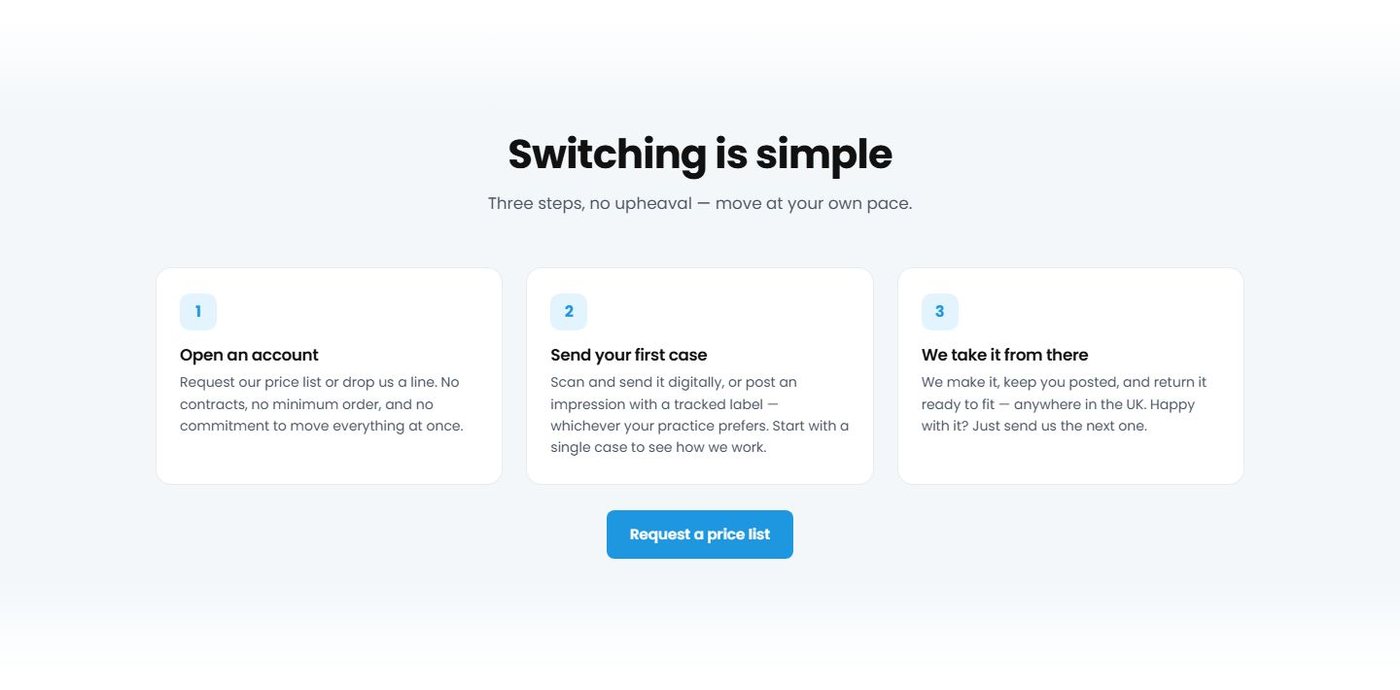 Switching is simple
Three steps, no upheaval — move at your own pace.
1
Open an account
Request our price list or drop us a line. No
contracts, no minimum order, and no
commitment to move everything at once.
2
Send your first case
Scan and send it digitally, or post an
impression with a tracked label —
whichever your practice prefers. Start with a
single case to see how we work.
3
We take it from there
We make it, keep you posted, and return it
ready to fit — anywhere in the UK. Happy
with it? Just send us the next one.
Request a price list